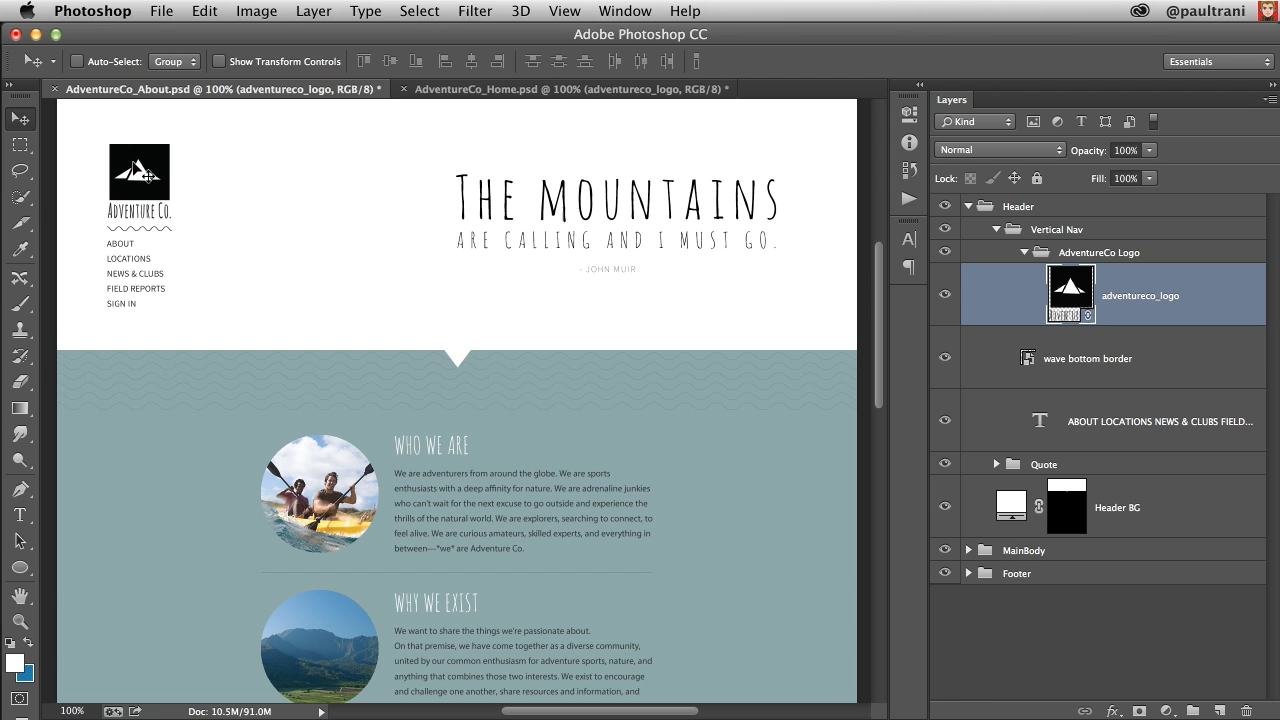 Photoshop File Edit Image Layer Type Select Filter 3D View Window Help @paultrani
Adobe Photoshop CC
Auto-Select: Group Show Transform Controls Essentials
AdventureCo_About.psd @ 100% (adventureco_logo, RGB/8) * AdventureCo_Home.psd @ 100% (adventureco_logo, RGB/8) *
Adventure Co.
ABOUT
LOCATIONS
NEWS & CLUBS
FIELD REPORTS
SIGN IN
The mountains
ARE CALLING AND I MUST GO.
- JOHN MUIR
WHO WE ARE
We are adventurers from around the globe. We are sports
enthusiasts with a deep affinity for nature. We are adrenaline junkies
who can't wait for the next excuse to go outside and experience the
thrills of the natural world. We are explorers, searching to connect, to
feel alive. We are curious amateurs, skilled experts, and everything in
between—*we* are Adventure Co.
WHY WE EXIST
We want to share the things we're passionate about.
On that premise, we have come together as a diverse community,
united by our common enthusiasm for adventure sports, nature, and
anything that combines those two interests. We exist to encourage
and challenge one another, share resources and information, and
100% Doc: 10.5M/91.0M
Layers
Kind
Normal Opacity: 100%
Lock: Fill: 100%
Header
Vertical Nav
AdventureCo Logo
adventureco_logo
wave bottom border
ABOUT LOCATIONS NEWS & CLUBS FIELD...
Quote
Header BG
MainBody
Footer